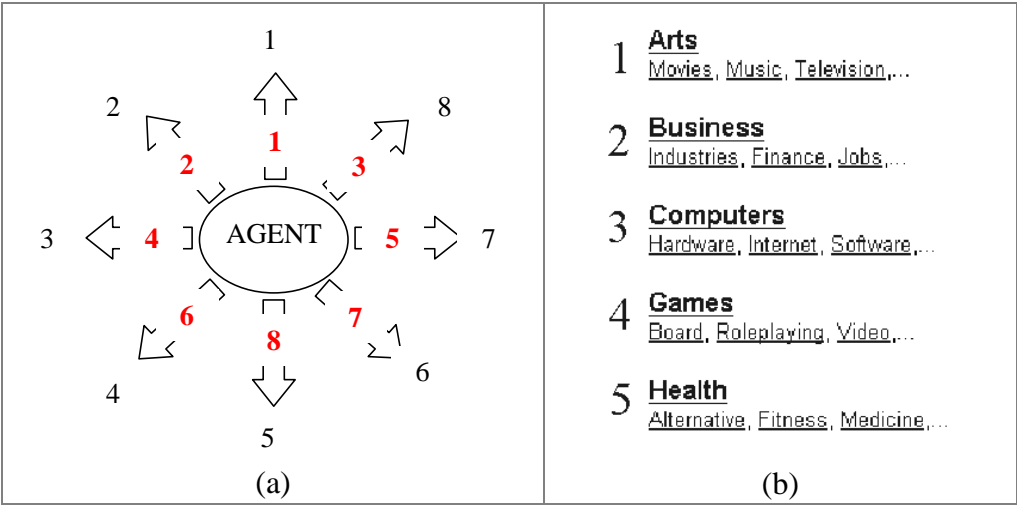 1
2
8
1
2
3
3
4
AGENT
5
7
6
7
8
4
6
5
(a)
1 Arts
Movies, Music, Television,...
2 Business
Industries, Finance, Jobs,...
3 Computers
Hardware, Internet, Software,...
4 Games
Board, Roleplaying, Video,...
5 Health
Alternative, Fitness, Medicine,...
(b)